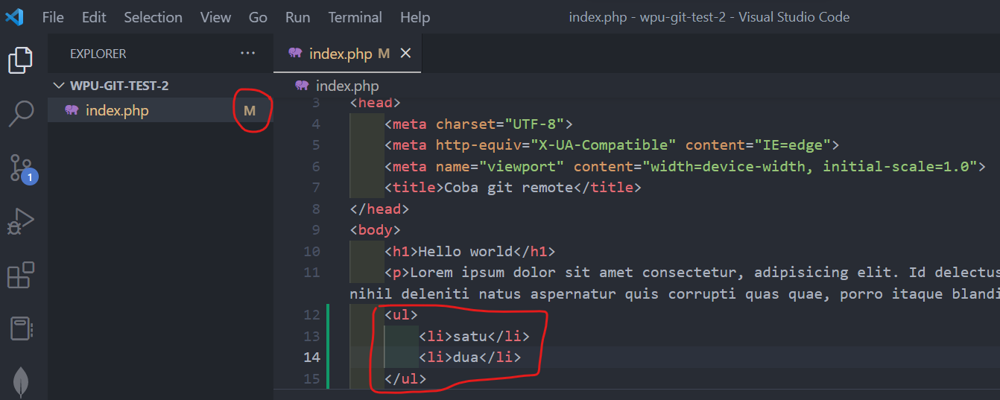 File Edit Selection View Go Run Terminal Help index.php - wpu-git-test-2 - Visual Studio Code
EXPLORER ···
index.php M
WPU-GIT-TEST-2
index.php M
1
index.php
3 <head>
4 <meta charset="UTF-8">
5 <meta http-equiv="X-UA-Compatible" content="IE=edge">
6 <meta name="viewport" content="width=device-width, initial-scale=1.0">
7 <title>Coba git remote</title>
8 </head>
9 <body>
10 <h1>Hello world</h1>
11 <p>Lorem ipsum dolor sit amet consectetur, adipisicing elit. Id delectus
nihil deleniti natus aspernatur quis corrupti quas quae, porro itaque blandi
12 <ul>
13 <li>satu</li>
14 <li>dua</li>
15 </ul>